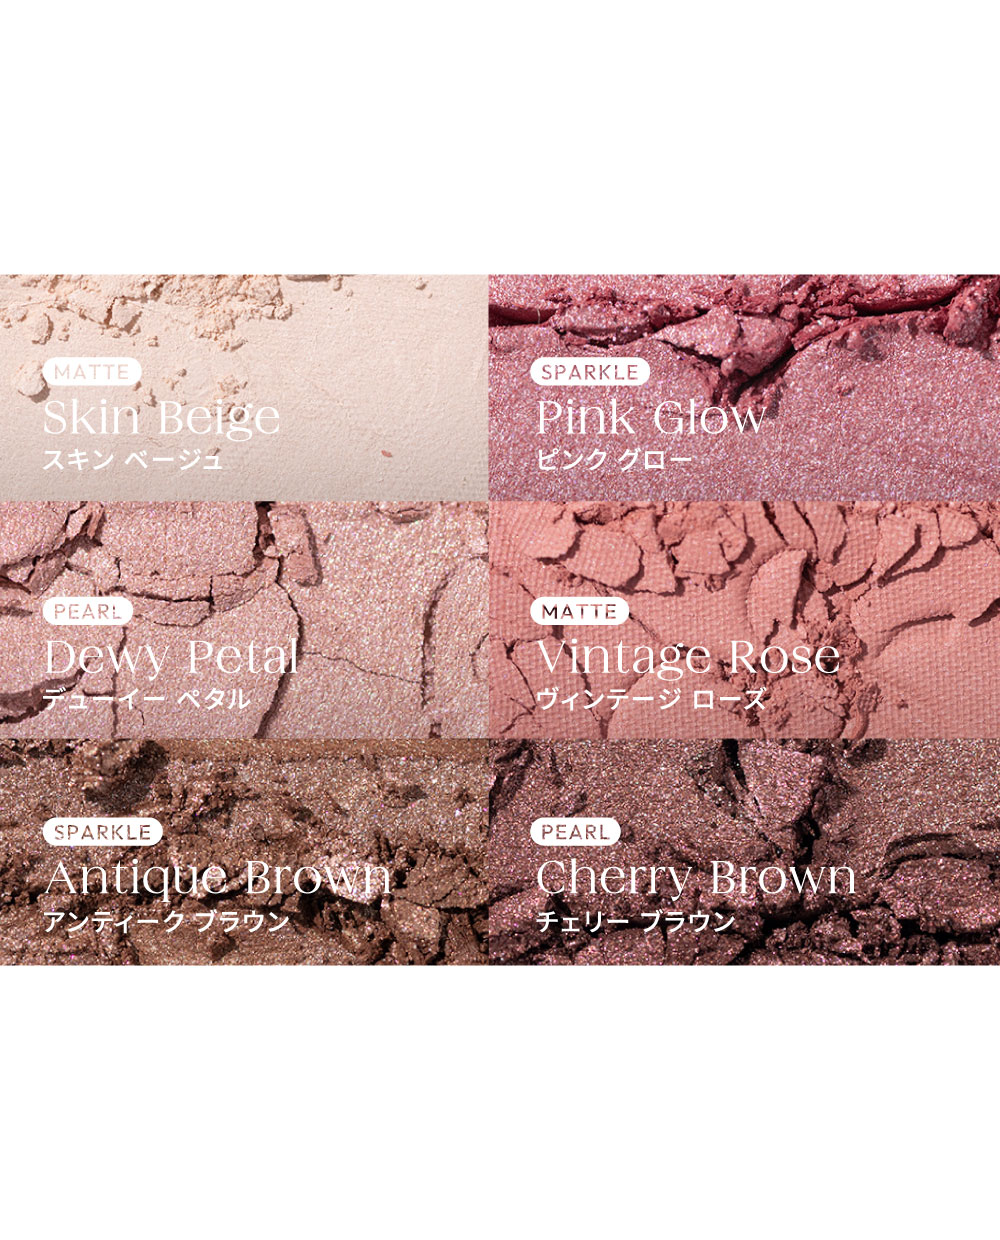 MATTE
Skin Beige
スキン ベージュ
SPARKLE
Pink Glow
ピンク グロー
PEARL
Dewy Petal
デューイー ペタル
MATTE
Vintage Rose
ヴィンテージ ローズ
SPARKLE
Antique Brown
アンティーク ブラウン
PEARL
Cherry Brown
チェリー ブラウン